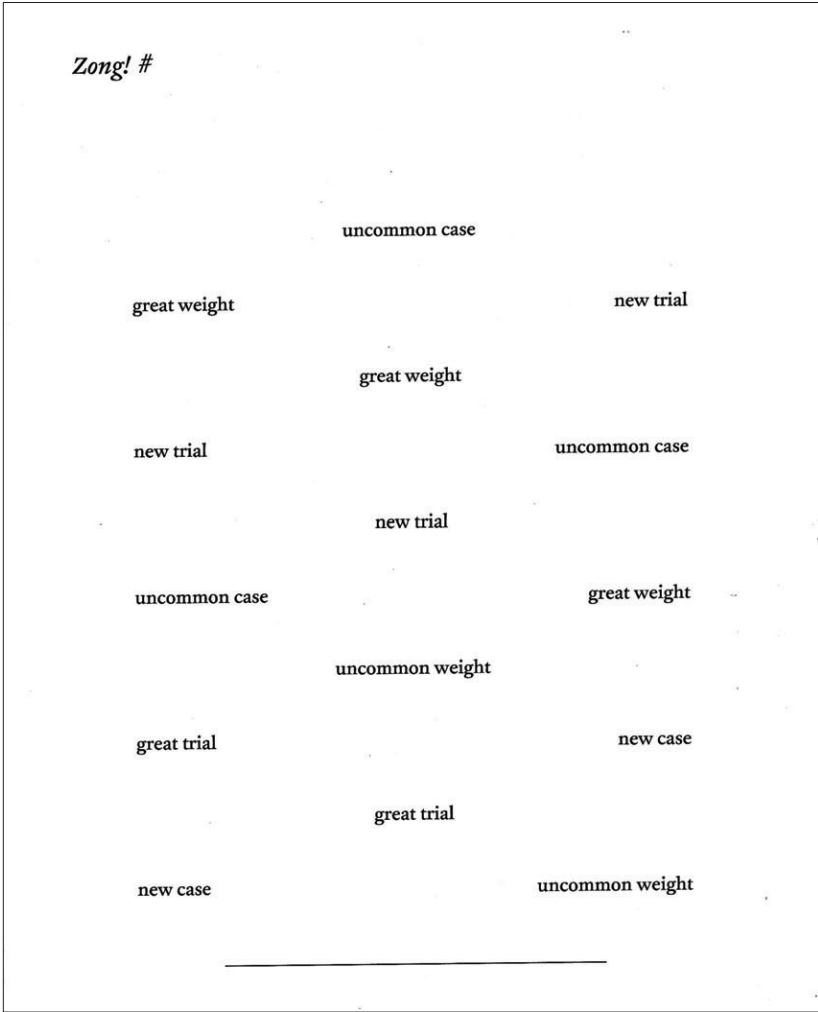 Zong! #
uncommon case
great weight new trial
great weight
new trial uncommon case
new trial
uncommon case great weight
uncommon weight
great trial new case
great trial
new case uncommon weight